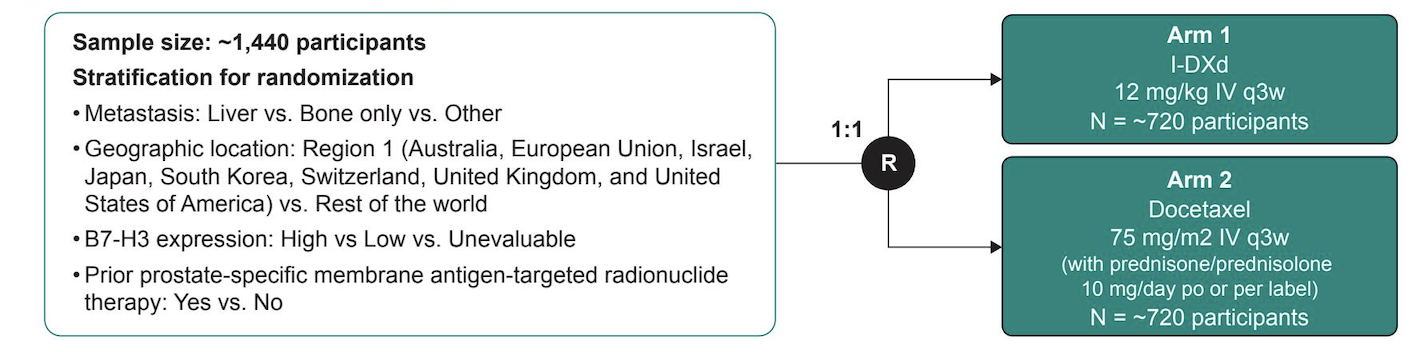 Sample size: ~1,440 participants
Stratification for randomization
• Metastasis: Liver vs. Bone only vs. Other
• Geographic location: Region 1 (Australia, European Union, Israel,
Japan, South Korea, Switzerland, United Kingdom, and United
States of America) vs. Rest of the world
• B7-H3 expression: High vs Low vs. Unevaluable
• Prior prostate-specific membrane antigen-targeted radionuclide
therapy: Yes vs. No
1:1
R
Arm 1
I-DXd
12 mg/kg IV q3w
N = ~720 participants
Arm 2
Docetaxel
75 mg/m2 IV q3w
(with prednisone/prednisolone
10 mg/day po or per label)
N = ~720 participants